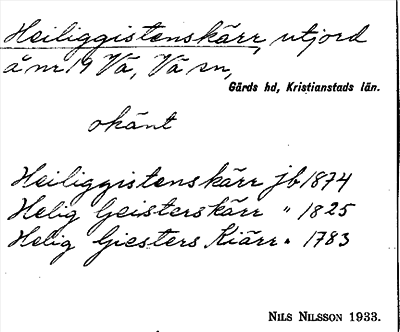 Heiliggistenskärr, utjord
å nr 19 Vä, Vä sn,
Gärds hd, Kristianstads län.
okänt
Heiliggistenskärr jb 1874
Helig Geisterskärr " 1825
Helig Giesters Kiärr " 1783
NILS NILSSON 1933.